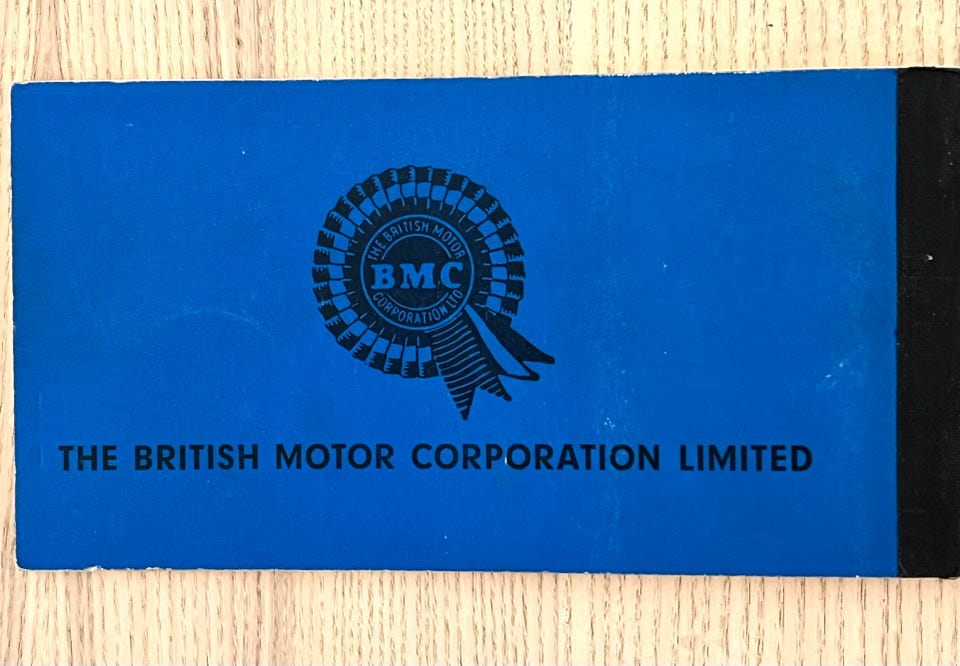 THE BRITISH MOTOR
BMC
CORPORATION LTD
THE BRITISH MOTOR CORPORATION LIMITED